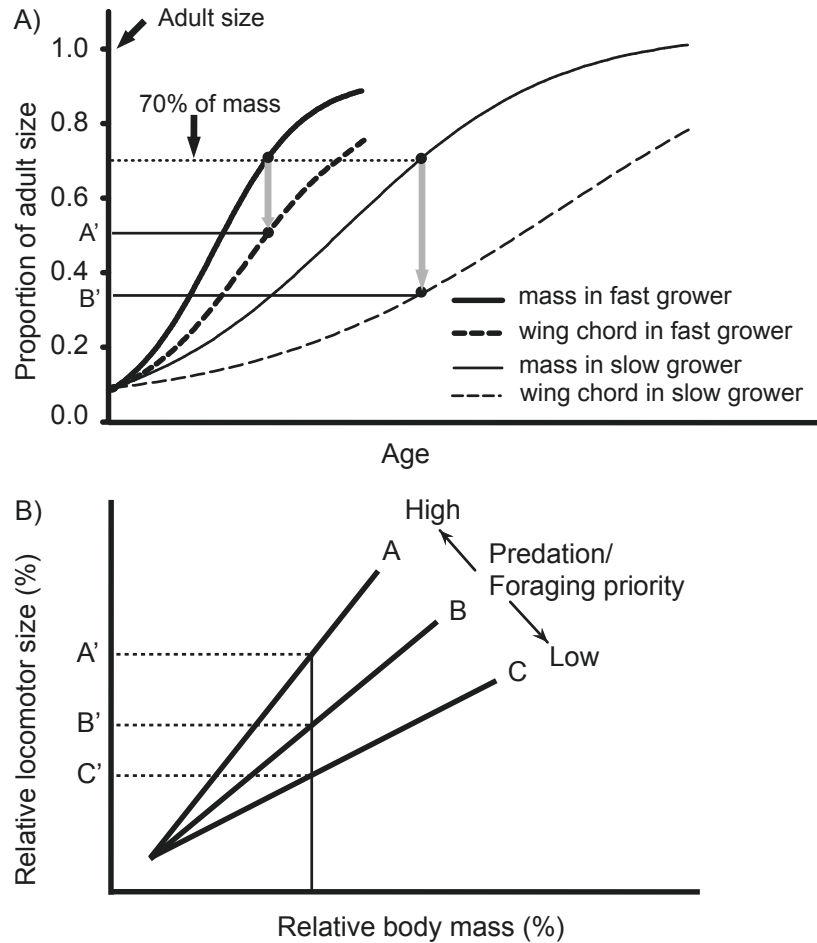 A)
Adult size
1.0
70% of mass
0.8
0.6
A’
0.4
B’
0.2
0.0
Proportion of adult size
mass in fast grower
wing chord in fast grower
mass in slow grower
wing chord in slow grower
Age
B)
High
A
Predation/
Foraging priority
B
Low
C
A’
B’
C’
Relative locomotor size (%)
Relative body mass (%)